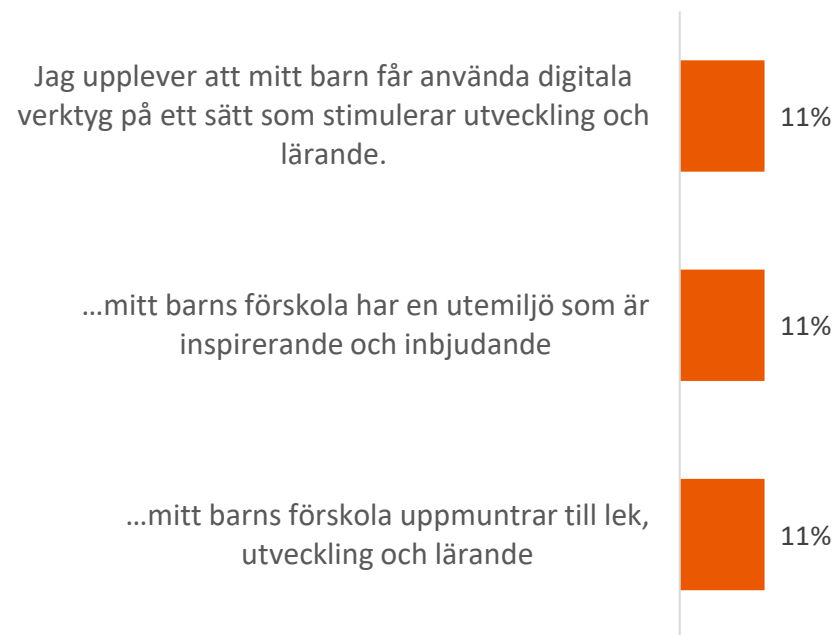 Jag upplever att mitt barn får använda digitala
verktyg på ett sätt som stimulerar utveckling och
lärande.
11%
…mitt barns förskola har en utemiljö som är
inspirerande och inbjudande
11%
…mitt barns förskola uppmuntrar till lek,
utveckling och lärande
11%